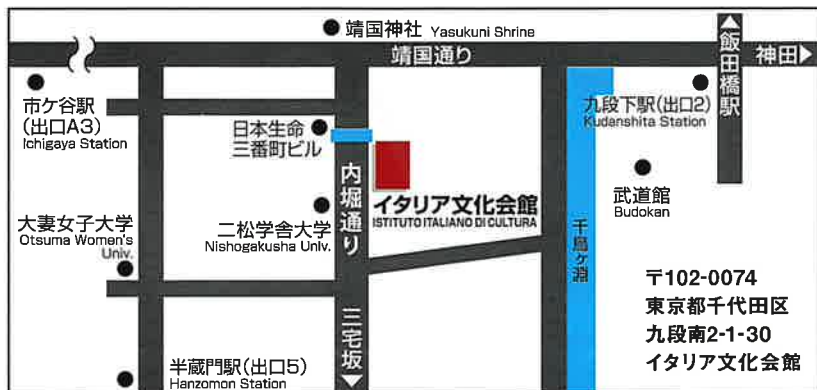 靖国神社 Yasukuni Shrine
靖国通り
神田
飯田橋駅
市ケ谷駅
(出口A3)
Ichigaya Station
日本生命
三番町ビル
九段下駅(出口2)
Kudanshita Station
内堀通り
イタリア文化会館
ISTITUTO ITALIANO DI CULTURA
武道館
Budokan
大妻女子大学
Otsuma Women's
Univ.
二松学舎大学
Nishogakusha Univ.
千鳥ヶ淵
三宅坂
半蔵門駅(出口5)
Hanzomon Station
〒102-0074
東京都千代田区
九段南2-1-30
イタリア文化会館